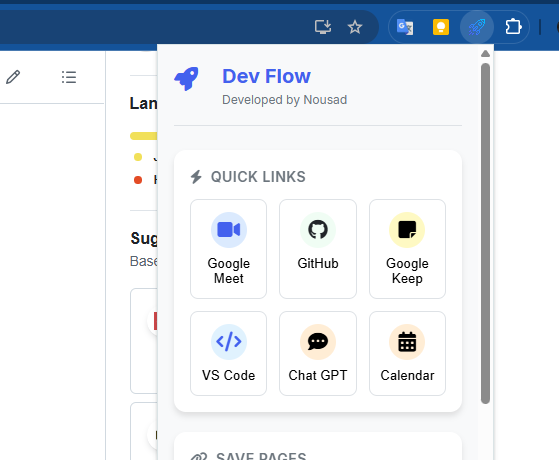 Dev Flow
Developed by Nousad
Lan
QUICK LINKS
Google
Meet
GitHub
Google
Keep
Sug
Base
VS Code
Chat GPT
Calendar
SAVE PAGES